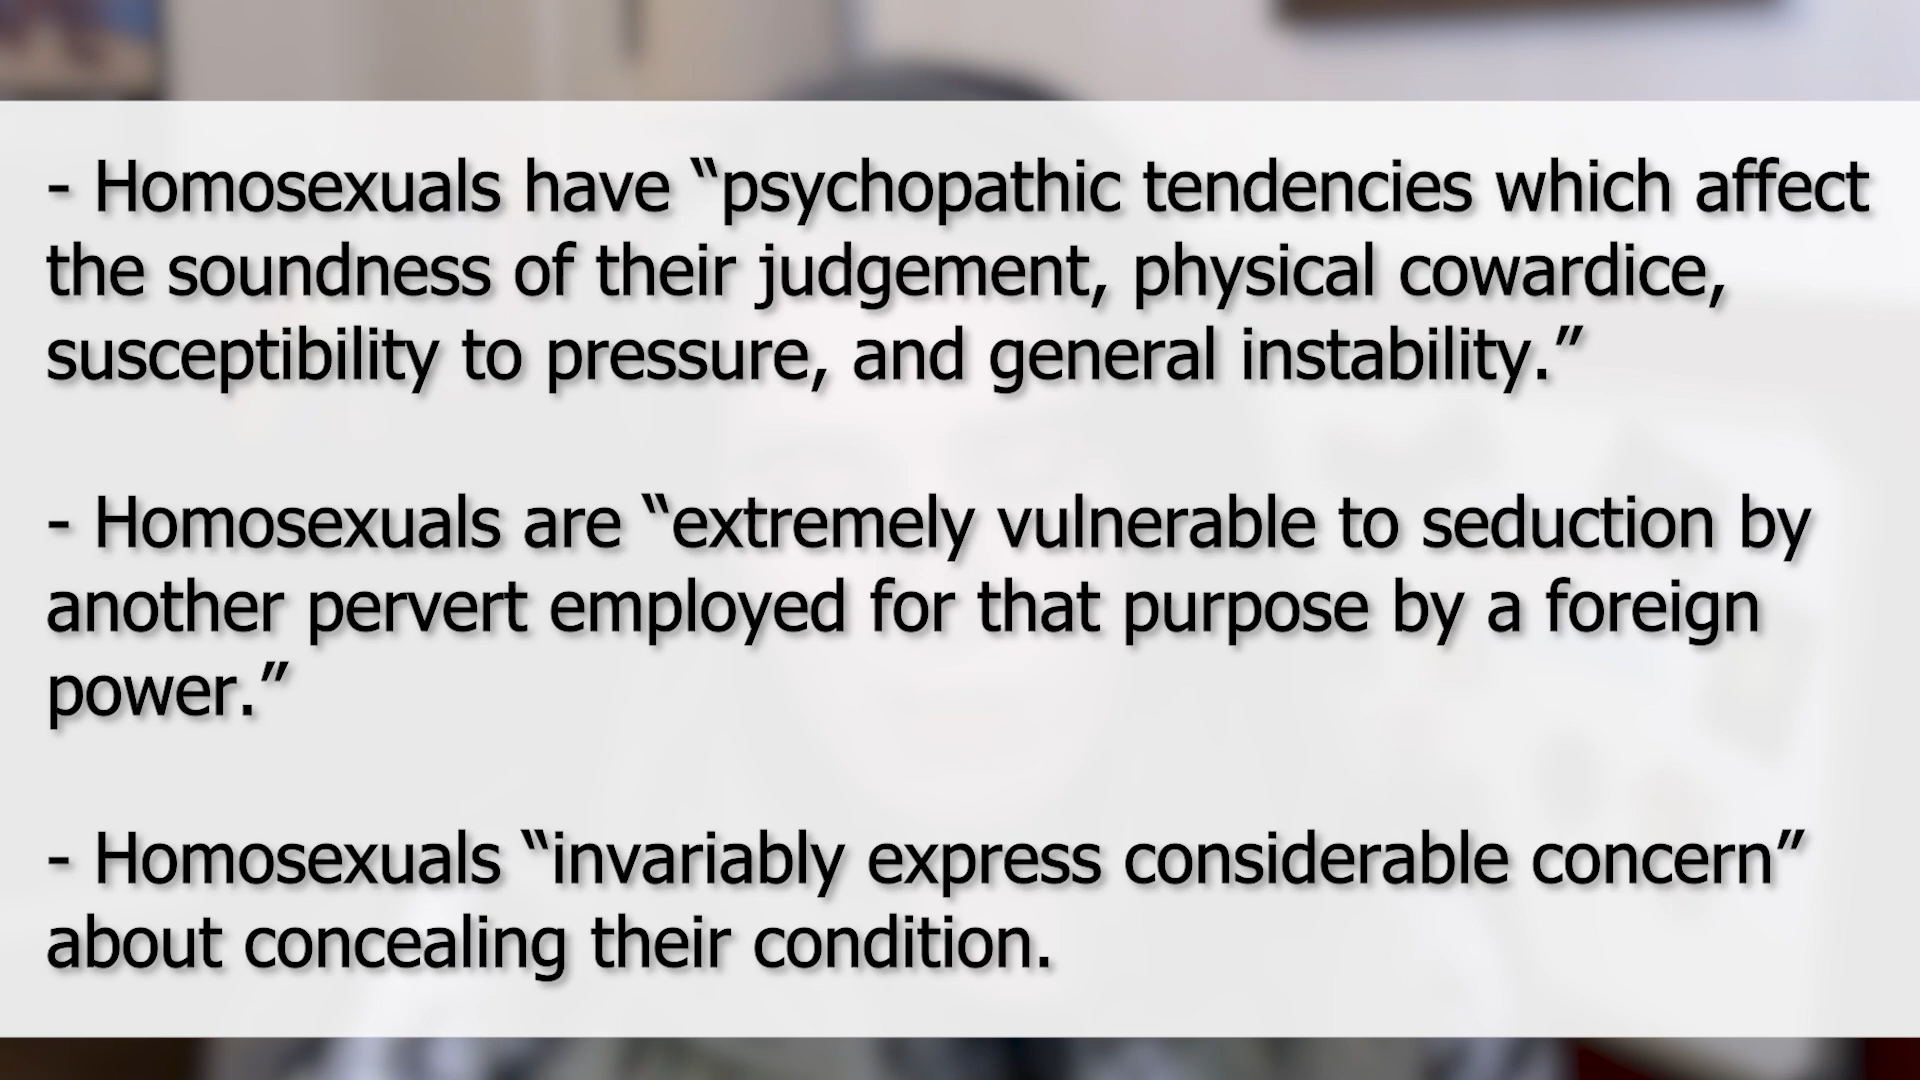 - Homosexuals have “psychopathic tendencies which affect
the soundness of their judgement, physical cowardice,
susceptibility to pressure, and general instability.”
- Homosexuals are “extremely vulnerable to seduction by
another pervert employed for that purpose by a foreign
power.”
- Homosexuals “invariably express considerable concern”
about concealing their condition.